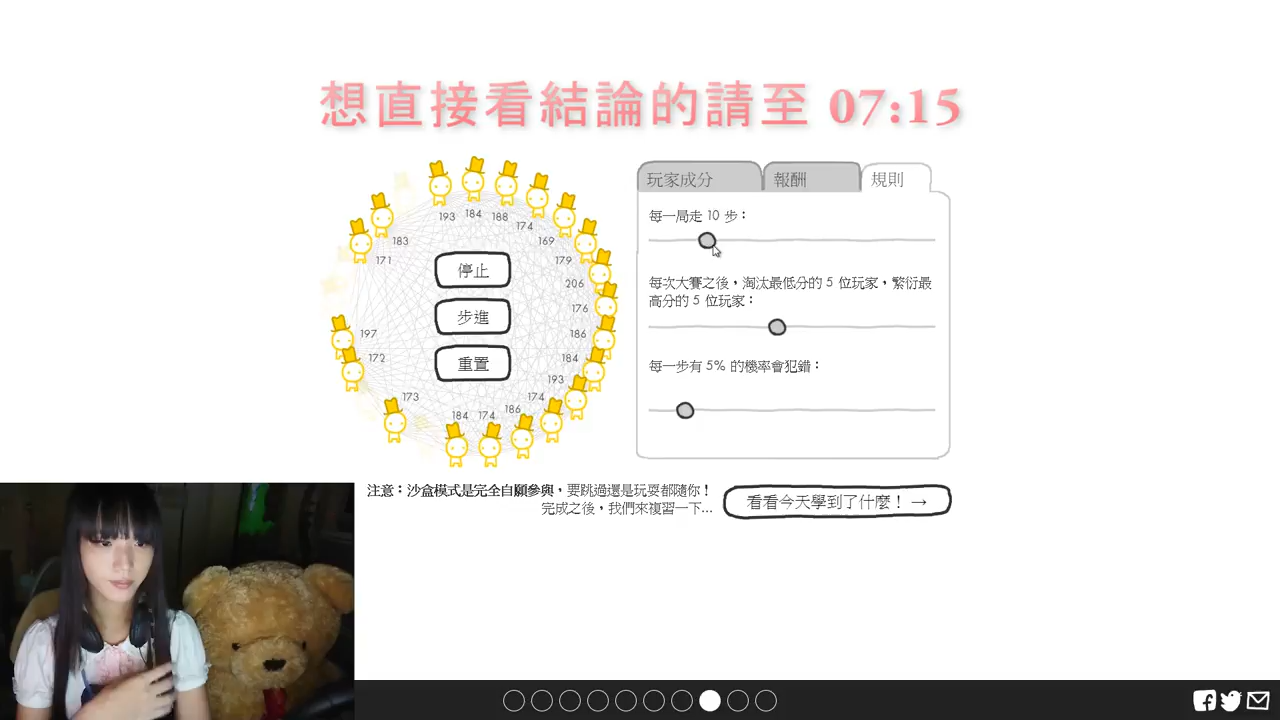 想直接看結論的請至 07:15
玩家成分
報酬
規則
每一局走 10 步：
每次大賽之後，淘汰最低分的 5 位玩家，繁衍最
高分的 5 位玩家：
每一步有 5% 的機率會犯錯：
193
184
188
174
169
179
206
176
186
184
193
174
186
174
184
173
172
197
171
183
停止
步進
重置
注意：沙盒模式是完全自願參與，要跳過還是玩耍都隨你！
完成之後，我們來複習一下...
看看今天學到了什麼！ →